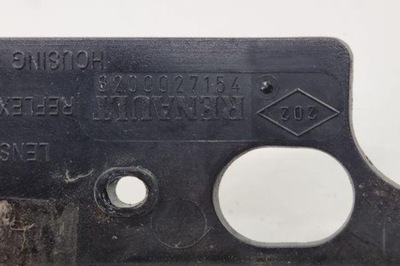 HOUSING
8200027154
RENAULT
202
REFLEX
LENS